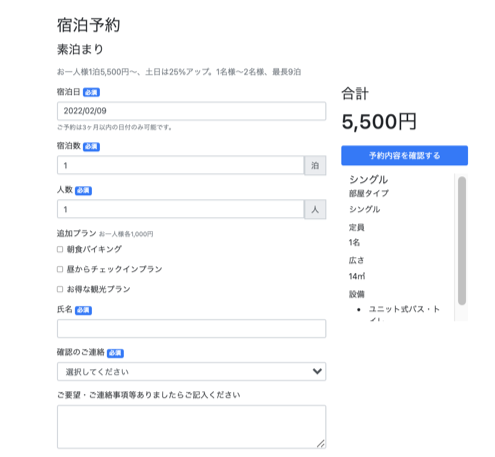 宿泊予約
素泊まり
お一人様1泊5,500円〜、土日は25%アップ。1名様〜2名様、最長9泊
宿泊日 必須
2022/02/09
ご予約は3ヶ月以内の日付のみ可能です。
宿泊数 必須
1 泊
人数 必須
1 人
追加プラン お一人様各1,000円
朝食バイキング
昼からチェックインプラン
お得な観光プラン
氏名 必須
確認のご連絡 必須
選択してください
ご要望・ご連絡事項等ありましたらご記入ください
合計
5,500円
予約内容を確認する
シングル
部屋タイプ
シングル
定員
1名
広さ
14㎡
設備
ユニット式バス・ト
イレ